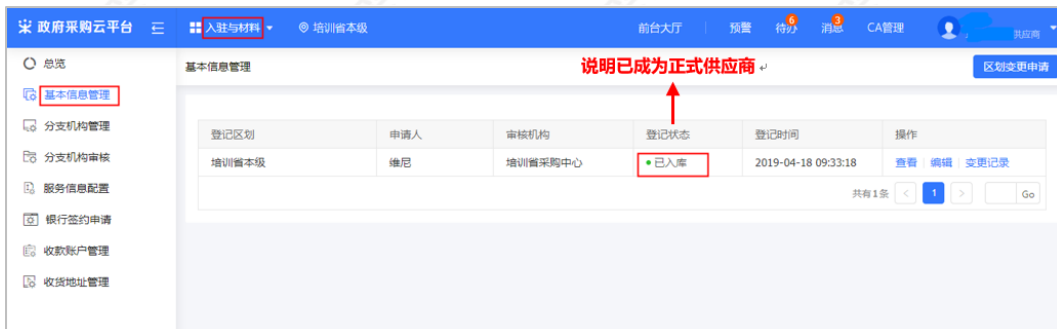 政府采购云平台 入驻与材料 培训省本级 前台大厅 预警 待办 6 消息 3 CA管理 供应商
总览
基本信息管理
分支机构管理
分支机构审核
服务信息配置
银行签约申请
收款账户管理
收货地址管理
基本信息管理 说明已成为正式供应商 区划变更申请
登记区划 申请人 审核机构 登记状态 登记时间 操作
培训省本级 维尼 培训省采购中心 已入库 2019-04-18 09:33:18 查看 编辑 变更记录
共有1条 < 1 > Go